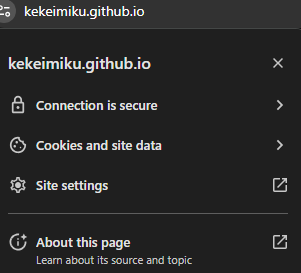 kekeimiku.github.io
kekeimiku.github.io
Connection is secure
Cookies and site data
Site settings
About this page
Learn about its source and topic